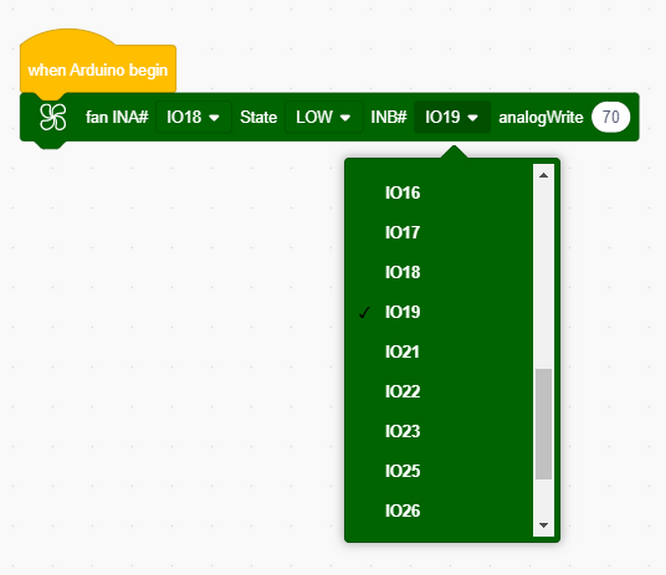 when Arduino begin
fan INA# IO18 State LOW INB# IO19 analogWrite 70
IO16
IO17
IO18
✓ IO19
IO21
IO22
IO23
IO25
IO26